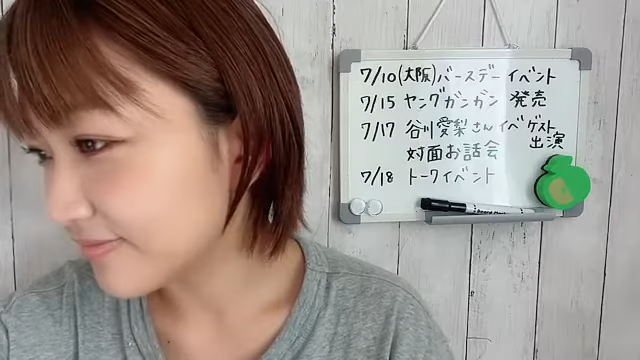 7/10(大阪)バースデーイベント
7/15 ヤングガンガン 発売
7/17 谷川愛梨さんイベゲスト出演
対面お話会
7/18 トークイベント